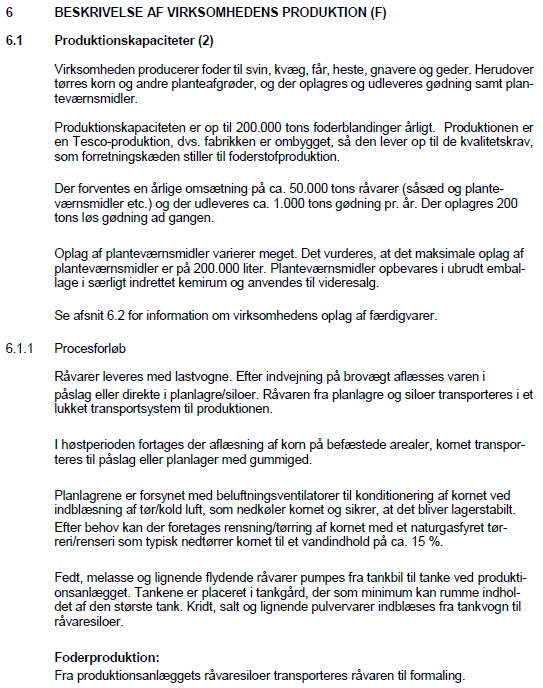 6 BESKRIVELSE AF VIRKSOMHEDENS PRODUKTION (F)
6.1 Produktionskapaciteter (2)
Virksomheden producerer foder til svin, kvæg, får, heste, gnavere og geder. Herudover
tørres korn og andre planteafgrøder, og der oplagres og udleveres gødning samt plan-
teværnsmidler.
Produktionskapaciteten er op til 200.000 tons foderblandinger årligt. Produktionen er
en Tesco-produktion, dvs. fabrikken er ombygget, så den lever op til de kvalitetskrav,
som forretningskæden stiller til foderstofproduktion.
Der forventes en årlige omsætning på ca. 50.000 tons råvarer (såsæd og plante-
værnsmidler etc.) og der udleveres ca. 1.000 tons gødning pr. år. Der oplagres 200
tons løs gødning ad gangen.
Oplag af planteværnsmidler varierer meget. Det vurderes, at det maksimale oplag af
planteværnsmidler er på 200.000 liter. Planteværnsmidler opbevares i ubrudt embal-
lage i særligt indrettet kemirum og anvendes til videresalg.
Se afsnit 6.2 for information om virksomhedens oplag af færdigvarer.
6.1.1 Procesforløb
Råvarer leveres med lastvogne. Efter indvejning på brovægt aflæsses varen i
påslag eller direkte i planlagre/siloer. Råvaren fra planlagre og siloer transporteres i et
lukket transportsystem til produktionen.
I høstperioden fortages der aflæsning af korn på befæstede arealer, kornet transpor-
teres til påslag eller planlager med gummiged.
Planlagrene er forsynet med beluftningsventilatorer til konditionering af kornet ved
indblæsning af tør/kold luft, som nedkøler kornet og sikrer, at det bliver lagerstabilt.
Efter behov kan der foretages rensning/tørring af kornet med et naturgasfyret tør-
reri/renseri som typisk nedtørrer kornet til et vandindhold på ca. 15 %.
Fedt, melasse og lignende flydende råvarer pumpes fra tankbil til tanke ved produkti-
onsanlægget. Tankene er placeret i tankgård, der som minimum kan rumme indhol-
det af den største tank. Kridt, salt og lignende pulvervarer indblæses fra tankvogn til
råvaresiloer.
Foderproduktion:
Fra produktionsanlæggets råvaresiloer transporteres råvaren til formaling.